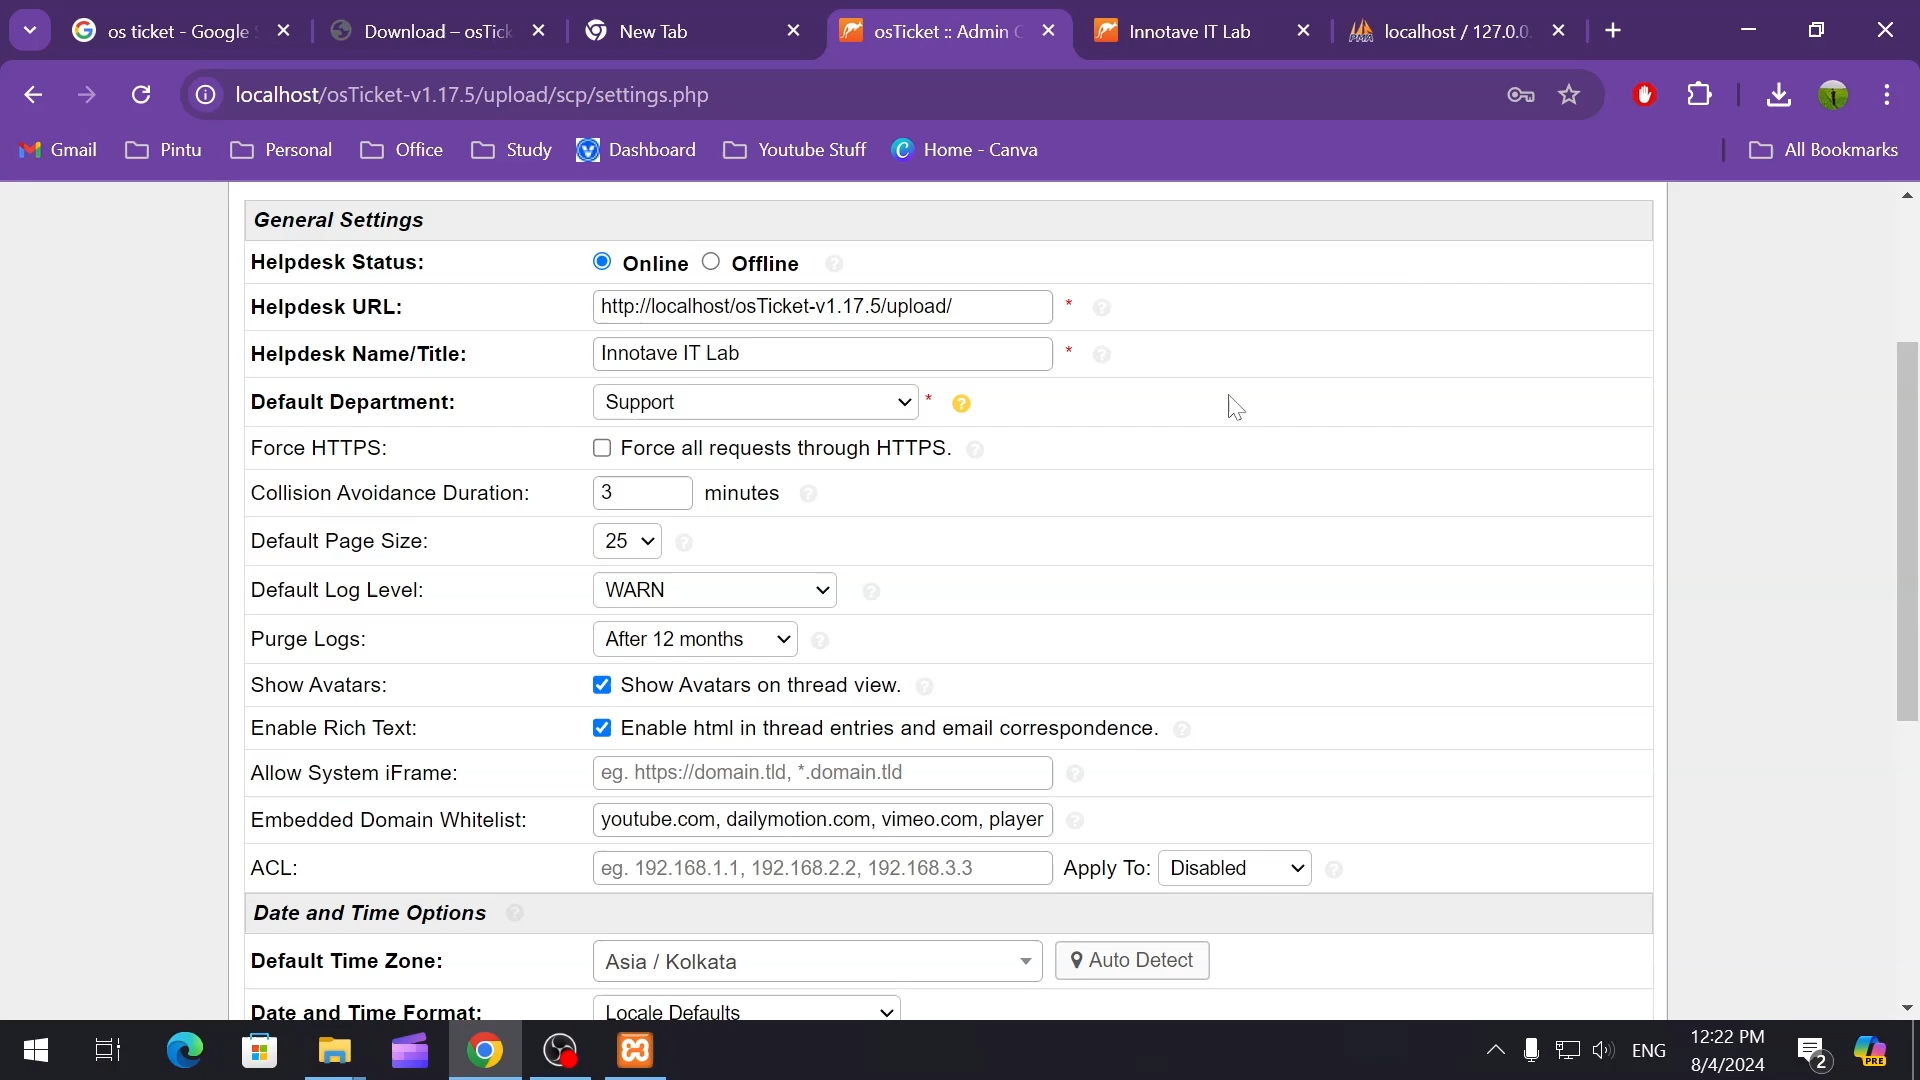 os ticket - Google
Download – osTick
New Tab
osTicket :: Admin C
Innotave IT Lab
localhost / 127.0.0.
localhost/osTicket-v1.17.5/upload/scp/settings.php
Gmail
Pintu
Personal
Office
Study
Dashboard
Youtube Stuff
Home - Canva
All Bookmarks
General Settings
Helpdesk Status: Online Offline
Helpdesk URL: http://localhost/osTicket-v1.17.5/upload/ *
Helpdesk Name/Title: Innotave IT Lab *
Default Department: Support *
Force HTTPS: Force all requests through HTTPS.
Collision Avoidance Duration: 3 minutes
Default Page Size: 25
Default Log Level: WARN
Purge Logs: After 12 months
Show Avatars: Show Avatars on thread view.
Enable Rich Text: Enable html in thread entries and email correspondence.
Allow System iFrame: eg. https://domain.tld, *.domain.tld
Embedded Domain Whitelist: youtube.com, dailymotion.com, vimeo.com, player
ACL: eg. 192.168.1.1, 192.168.2.2, 192.168.3.3 Apply To: Disabled
Date and Time Options
Default Time Zone: Asia / Kolkata Auto Detect
Date and Time Format: Locale Defaults
ENG
12:22 PM
8/4/2024
2
PRE